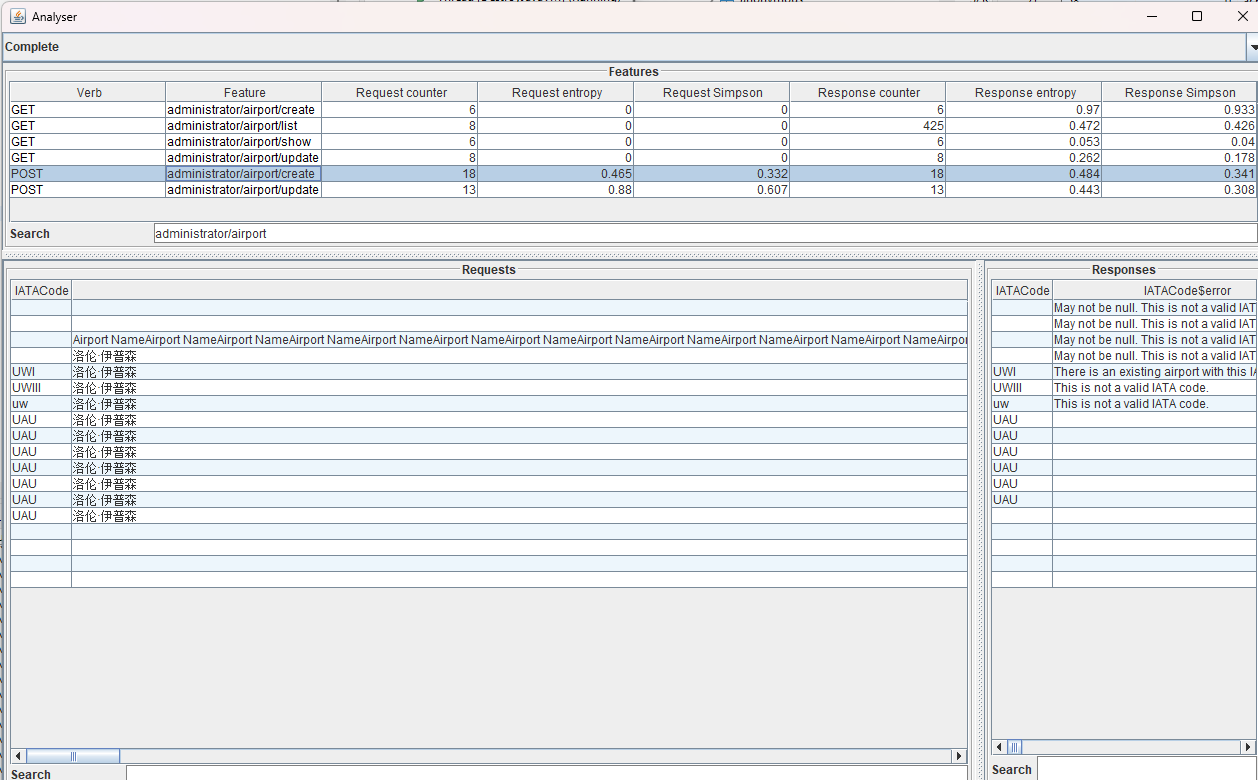 Analyser
Complete
Features
Verb Feature Request counter Request entropy Request Simpson Response counter Response entropy Response Simpson
GET administrator/airport/create 6 0 0 6 0.97 0.933
GET administrator/airport/list 8 0 0 425 0.472 0.426
GET administrator/airport/show 6 0 0 6 0.053 0.04
GET administrator/airport/update 8 0 0 8 0.262 0.178
POST administrator/airport/create 18 0.465 0.332 18 0.484 0.341
POST administrator/airport/update 13 0.88 0.607 13 0.443 0.308
Search administrator/airport
Requests
IATACode
Airport NameAirport NameAirport NameAirport NameAirport NameAirport NameAirport NameAirport NameAirport NameAirport NameAirport NameAirport NameAirpor
洛伦·伊普森
UWI 洛伦·伊普森
UWIII 洛伦·伊普森
uw 洛伦·伊普森
UAU 洛伦·伊普森
UAU 洛伦·伊普森
UAU 洛伦·伊普森
UAU 洛伦·伊普森
UAU 洛伦·伊普森
UAU 洛伦·伊普森
UAU 洛伦·伊普森
Search
Responses
IATACode IATACode$error
May not be null. This is not a valid IAT
May not be null. This is not a valid IAT
May not be null. This is not a valid IAT
May not be null. This is not a valid IAT
UWI There is an existing airport with this IA
UWIII This is not a valid IATA code.
uw This is not a valid IATA code.
UAU
UAU
UAU
UAU
UAU
UAU
Search